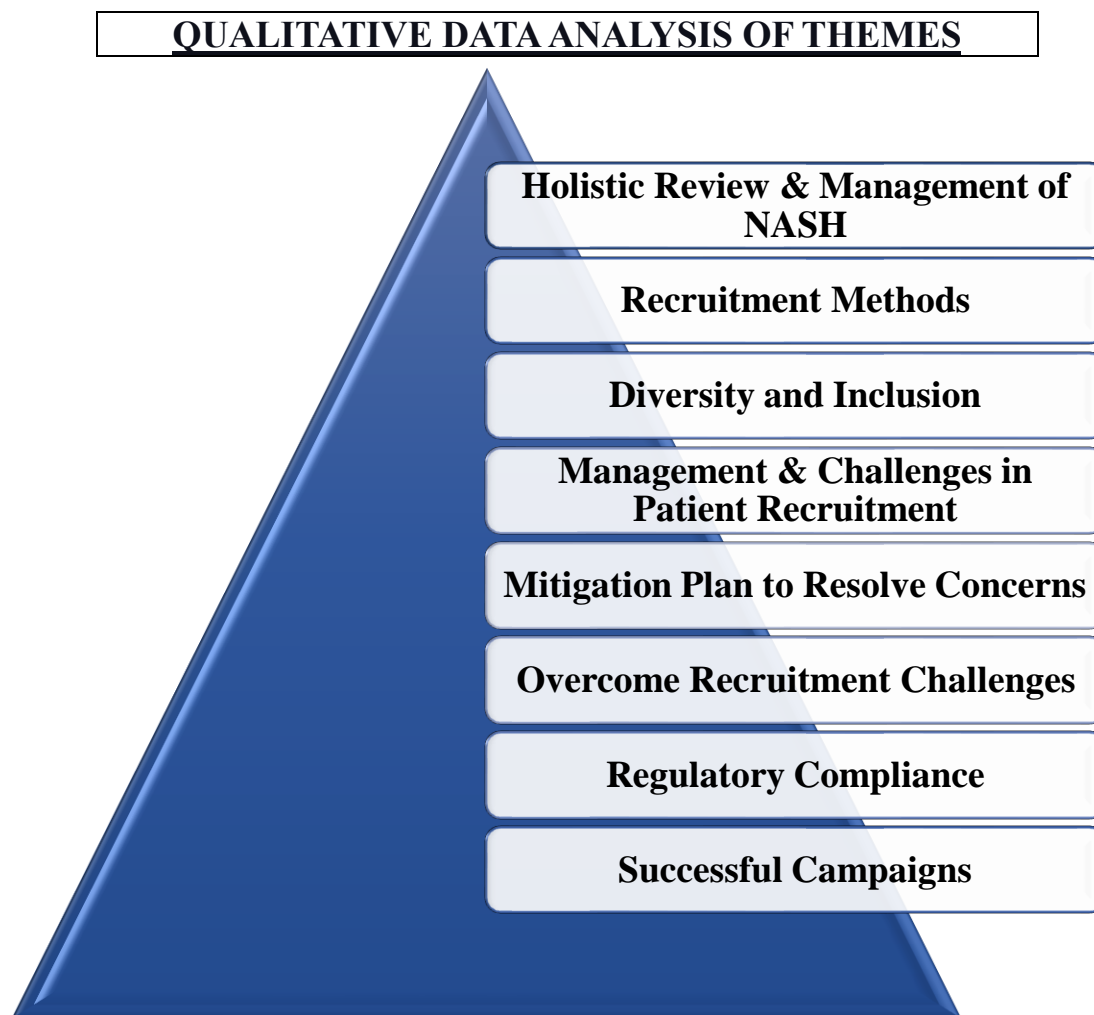 QUALITATIVE DATA ANALYSIS OF THEMES
Holistic Review & Management of
NASH
Recruitment Methods
Diversity and Inclusion
Management & Challenges in
Patient Recruitment
Mitigation Plan to Resolve Concerns
Overcome Recruitment Challenges
Regulatory Compliance
Successful Campaigns